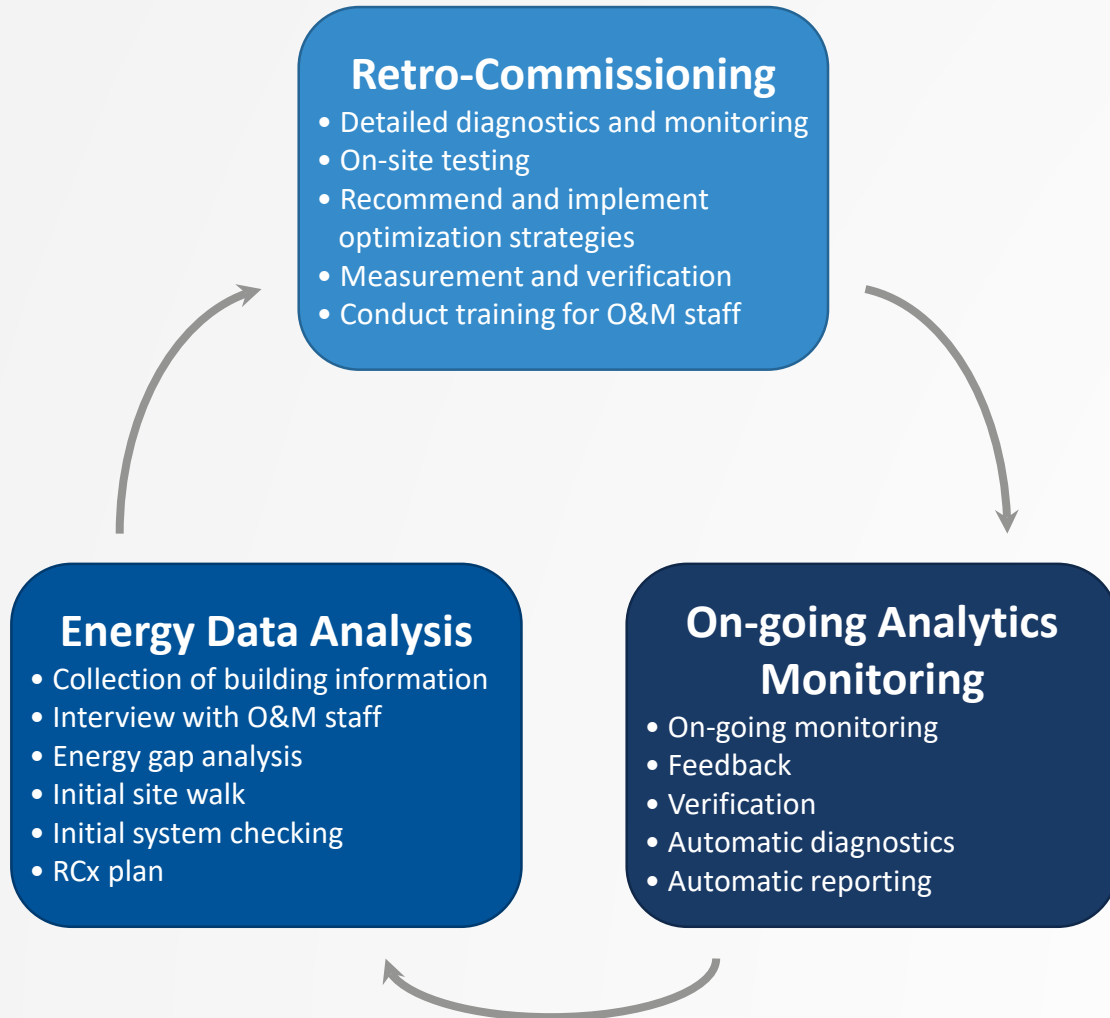 Retro-Commissioning
• Detailed diagnostics and monitoring
• On-site testing
• Recommend and implement
optimization strategies
• Measurement and verification
• Conduct training for O&M staff
Energy Data Analysis
• Collection of building information
• Interview with O&M staff
• Energy gap analysis
• Initial site walk
• Initial system checking
• RCx plan
On-going Analytics
Monitoring
• On-going monitoring
• Feedback
• Verification
• Automatic diagnostics
• Automatic reporting